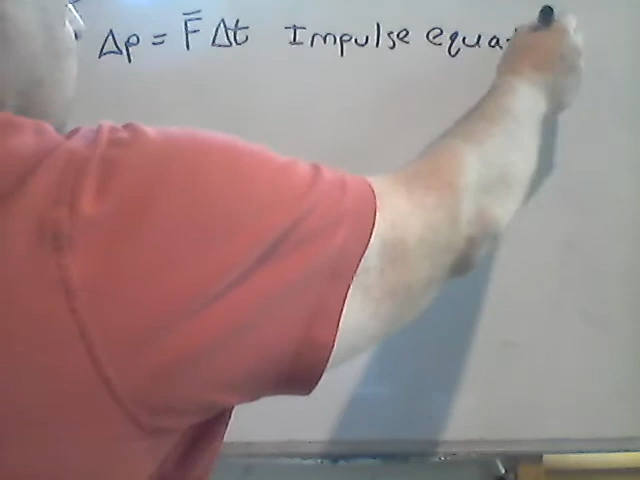 Δp = F̅ Δt Impulse equa